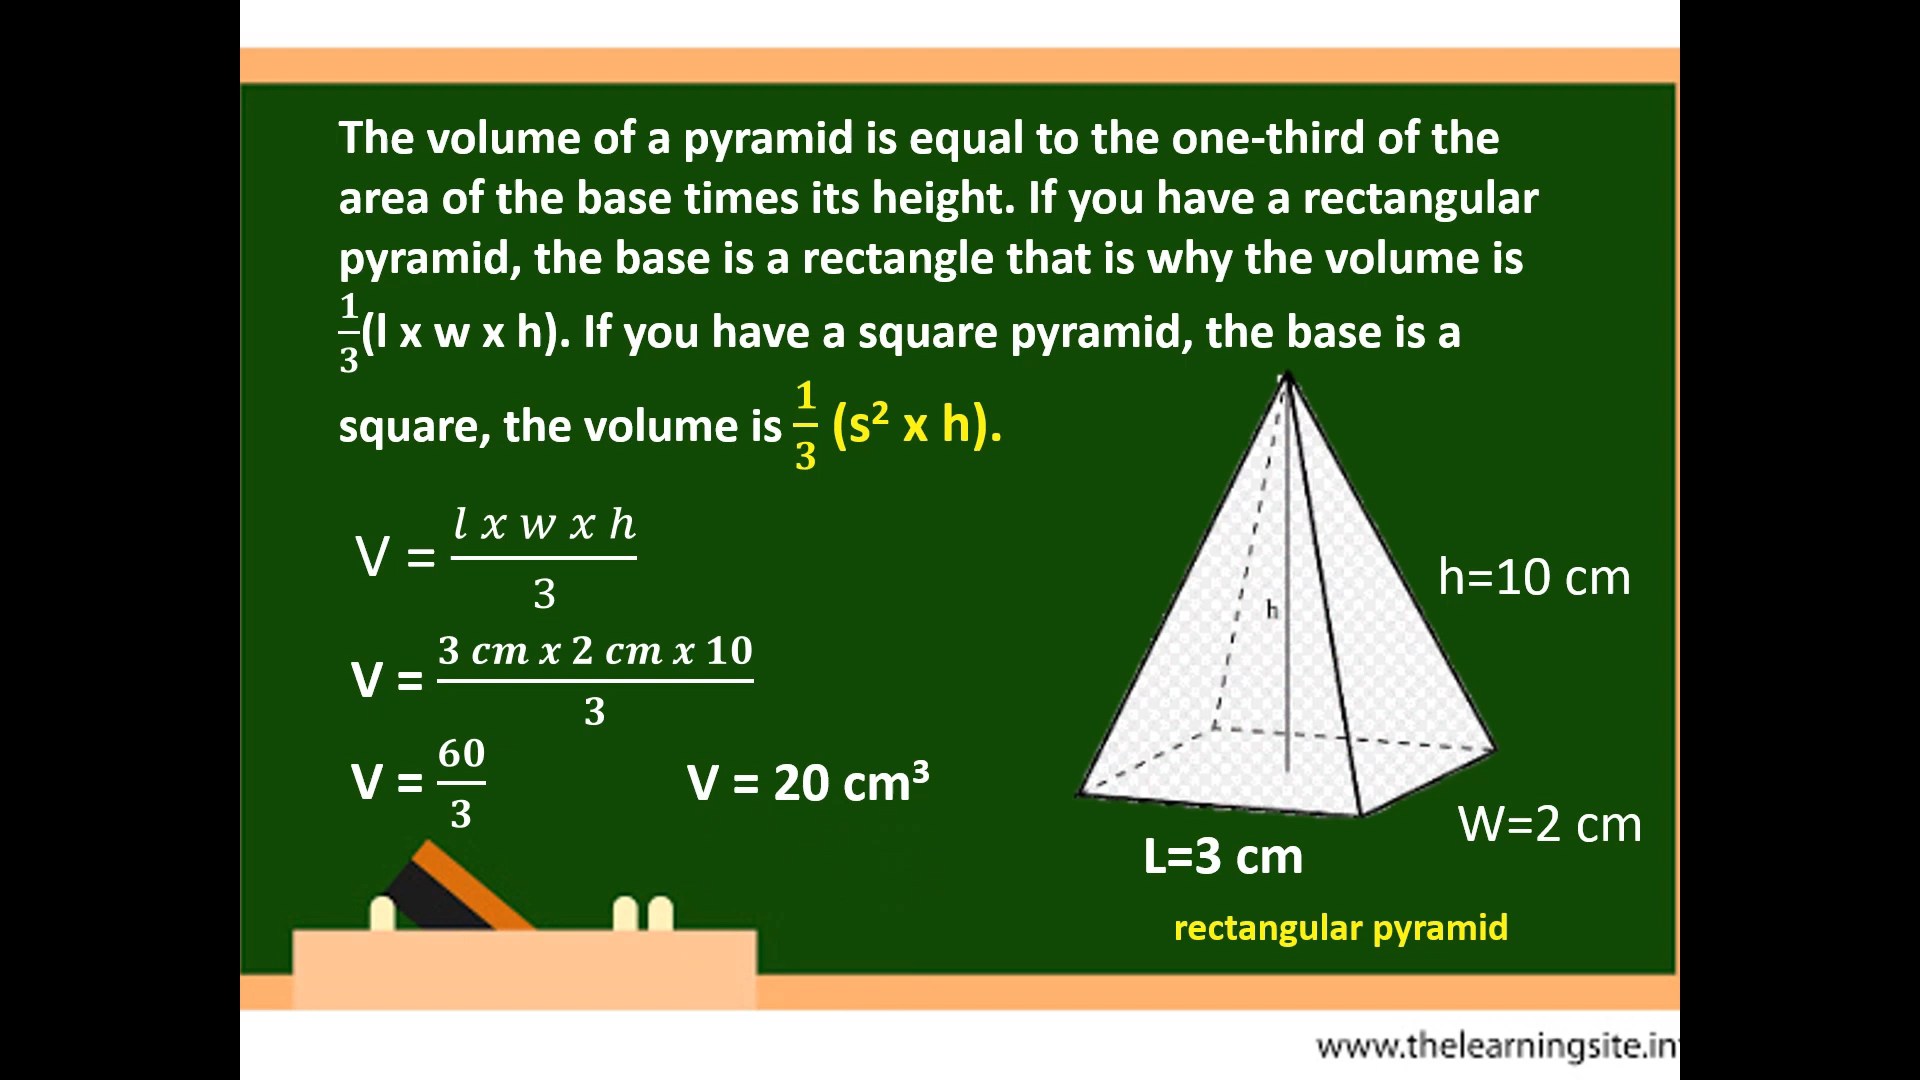 The volume of a pyramid is equal to the one-third of the
area of the base times its height. If you have a rectangular
pyramid, the base is a rectangle that is why the volume is
1/3(l x w x h). If you have a square pyramid, the base is a
square, the volume is 1/3 (s² x h).
V = l x w x h / 3
h=10 cm
h
V = 3 cm x 2 cm x 10 / 3
V = 60/3
V = 20 cm³
W=2 cm
L=3 cm
rectangular pyramid
www.thelearningsite.in